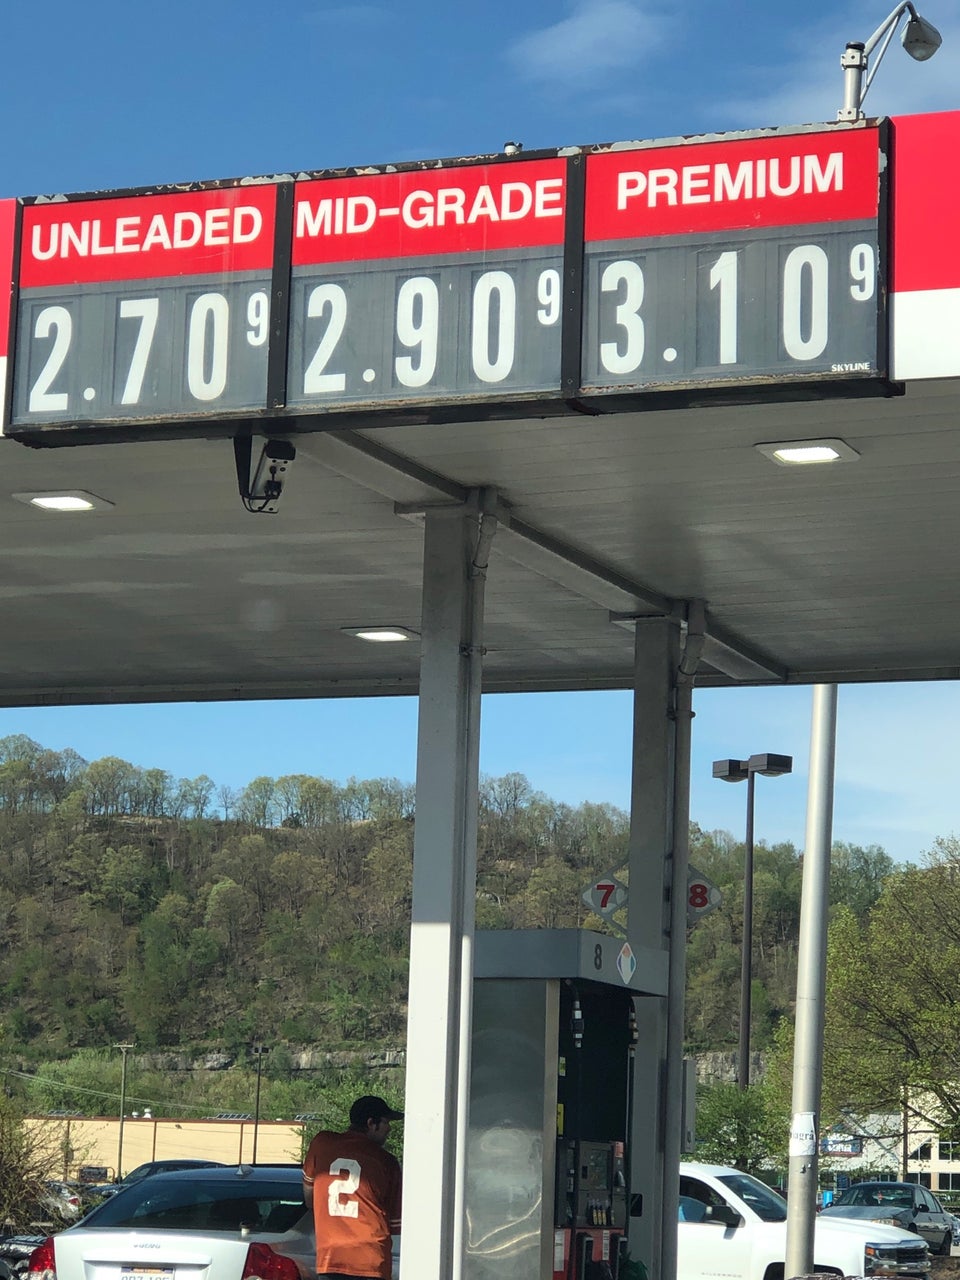 UNLEADED
2.70 9
MID-GRADE
2.90 9
PREMIUM
3.10 9
SKYLINE
7
8
8
2